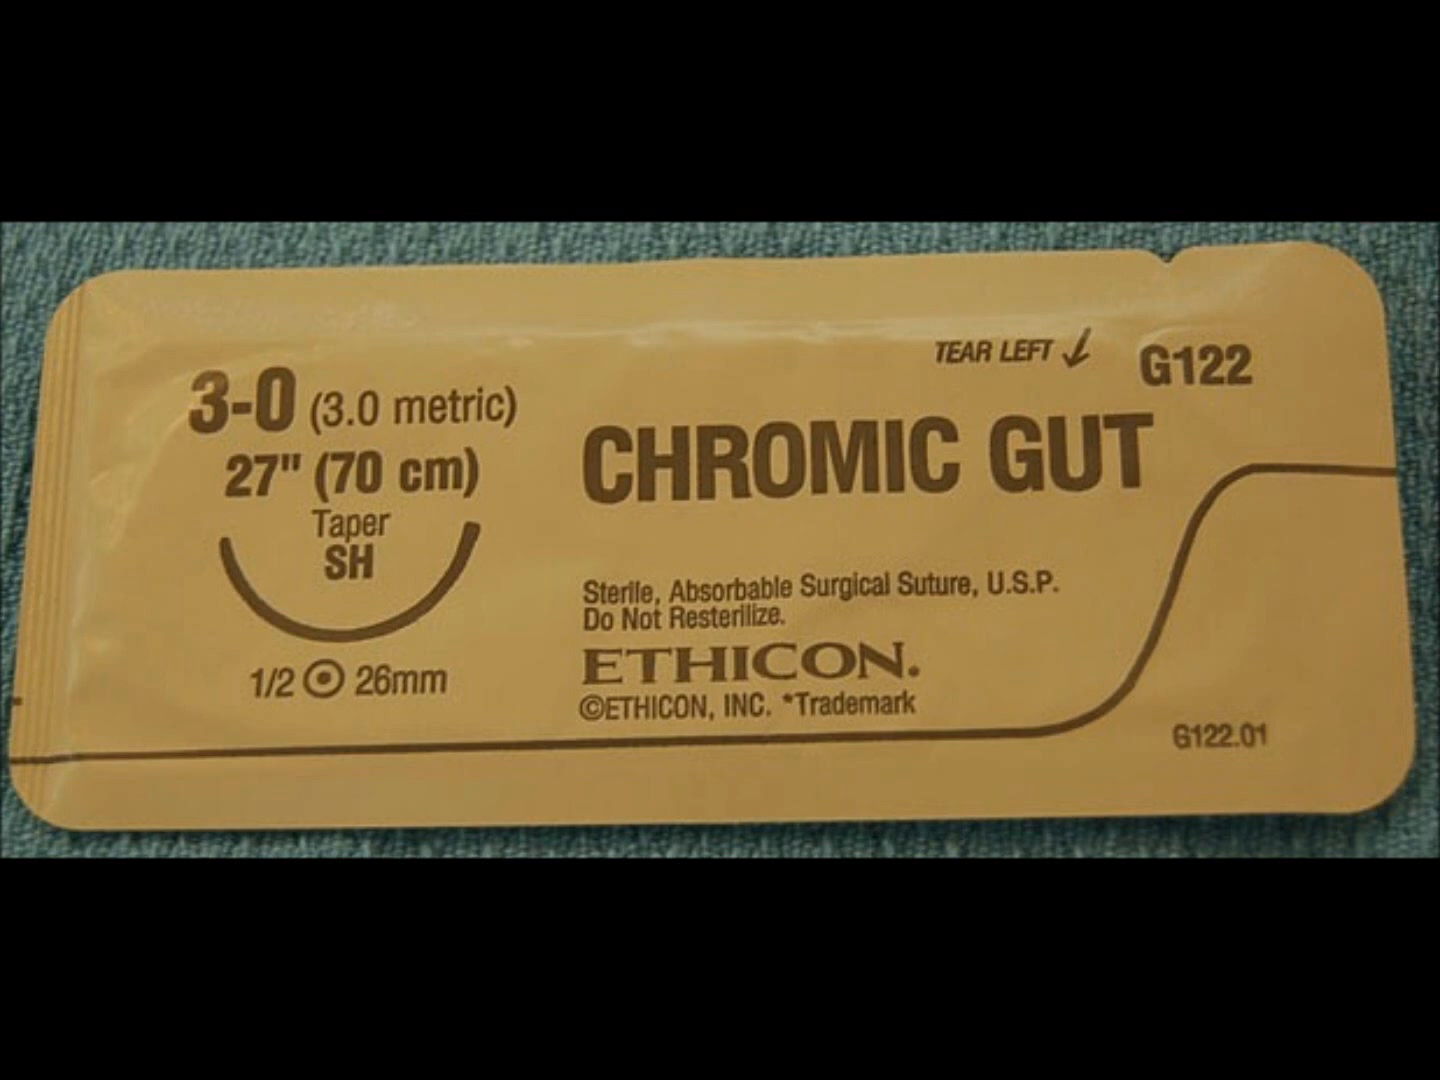 3-0 (3.0 metric)
27" (70 cm)
Taper
SH
1/2 26mm
TEAR LEFT
G122
CHROMIC GUT
Sterile, Absorbable Surgical Suture, U.S.P.
Do Not Resterilize.
ETHICON.
©ETHICON, INC. *Trademark
G122.01